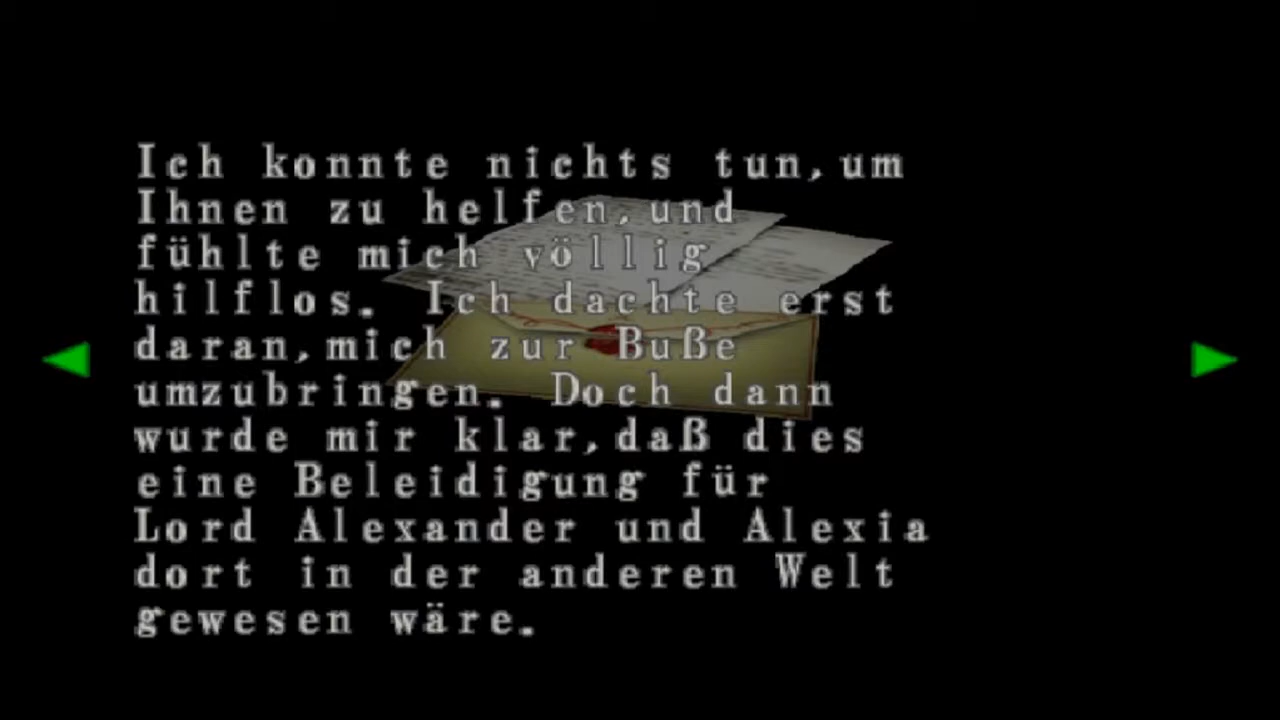 Ich konnte nichts tun,um
Ihnen zu helfen,und
fühlte mich völlig
hilflos. Ich dachte erst
daran,mich zur Buße
umzubringen. Doch dann
wurde mir klar,daß dies
eine Beleidigung für
Lord Alexander und Alexia
dort in der anderen Welt
gewesen wäre.